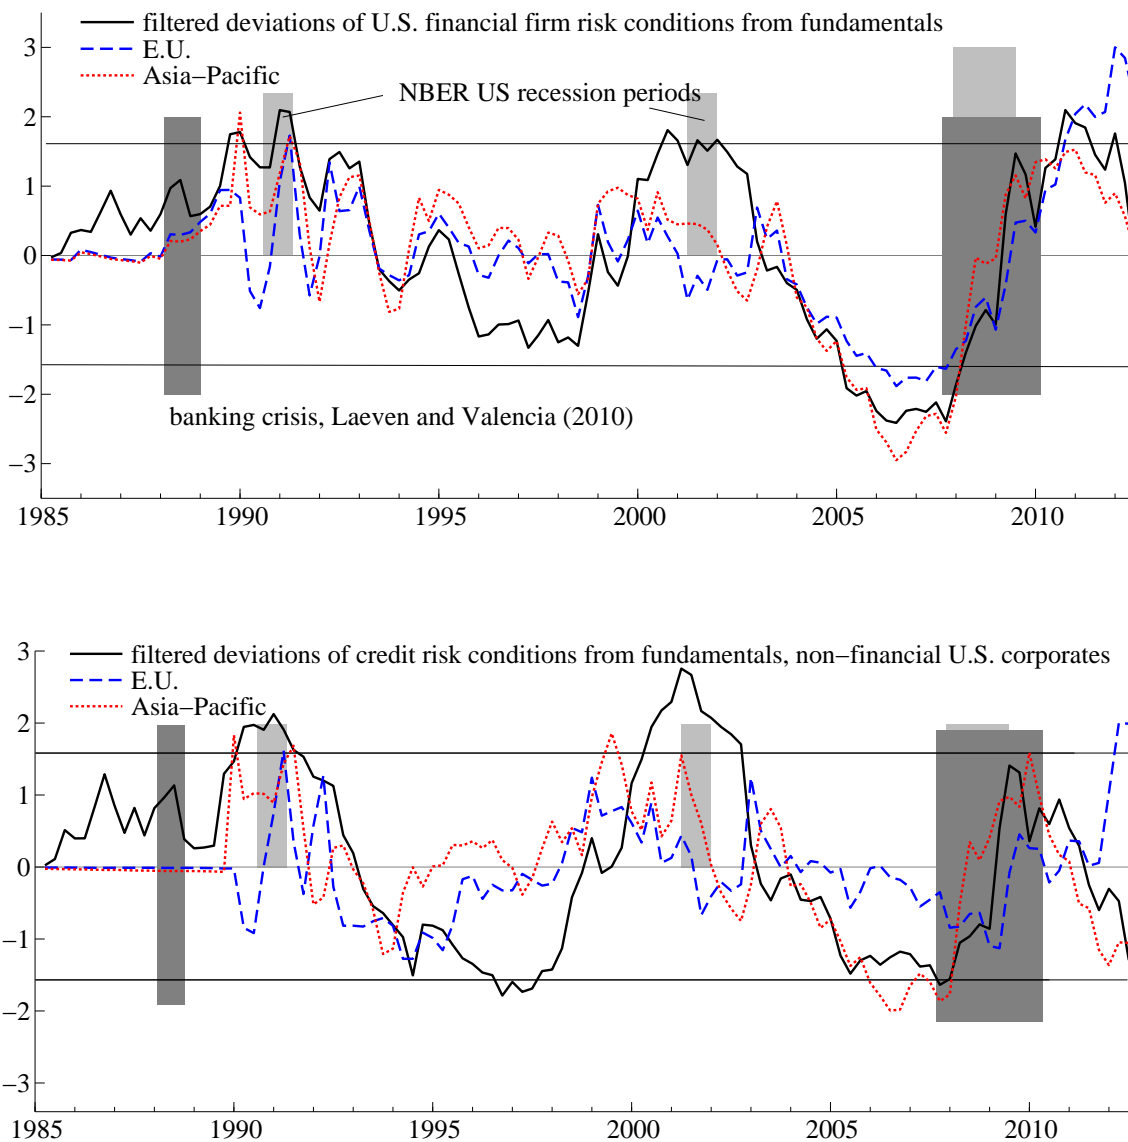 filtered deviations of U.S. financial firm risk conditions from fundamentals
E.U.
Asia−Pacific
NBER US recession periods
banking crisis, Laeven and Valencia (2010)
3
2
1
0
−1
−2
−3
1985 1990 1995 2000 2005 2010
filtered deviations of credit risk conditions from fundamentals, non−financial U.S. corporates
E.U.
Asia−Pacific
3
2
1
0
−1
−2
−3
1985 1990 1995 2000 2005 2010